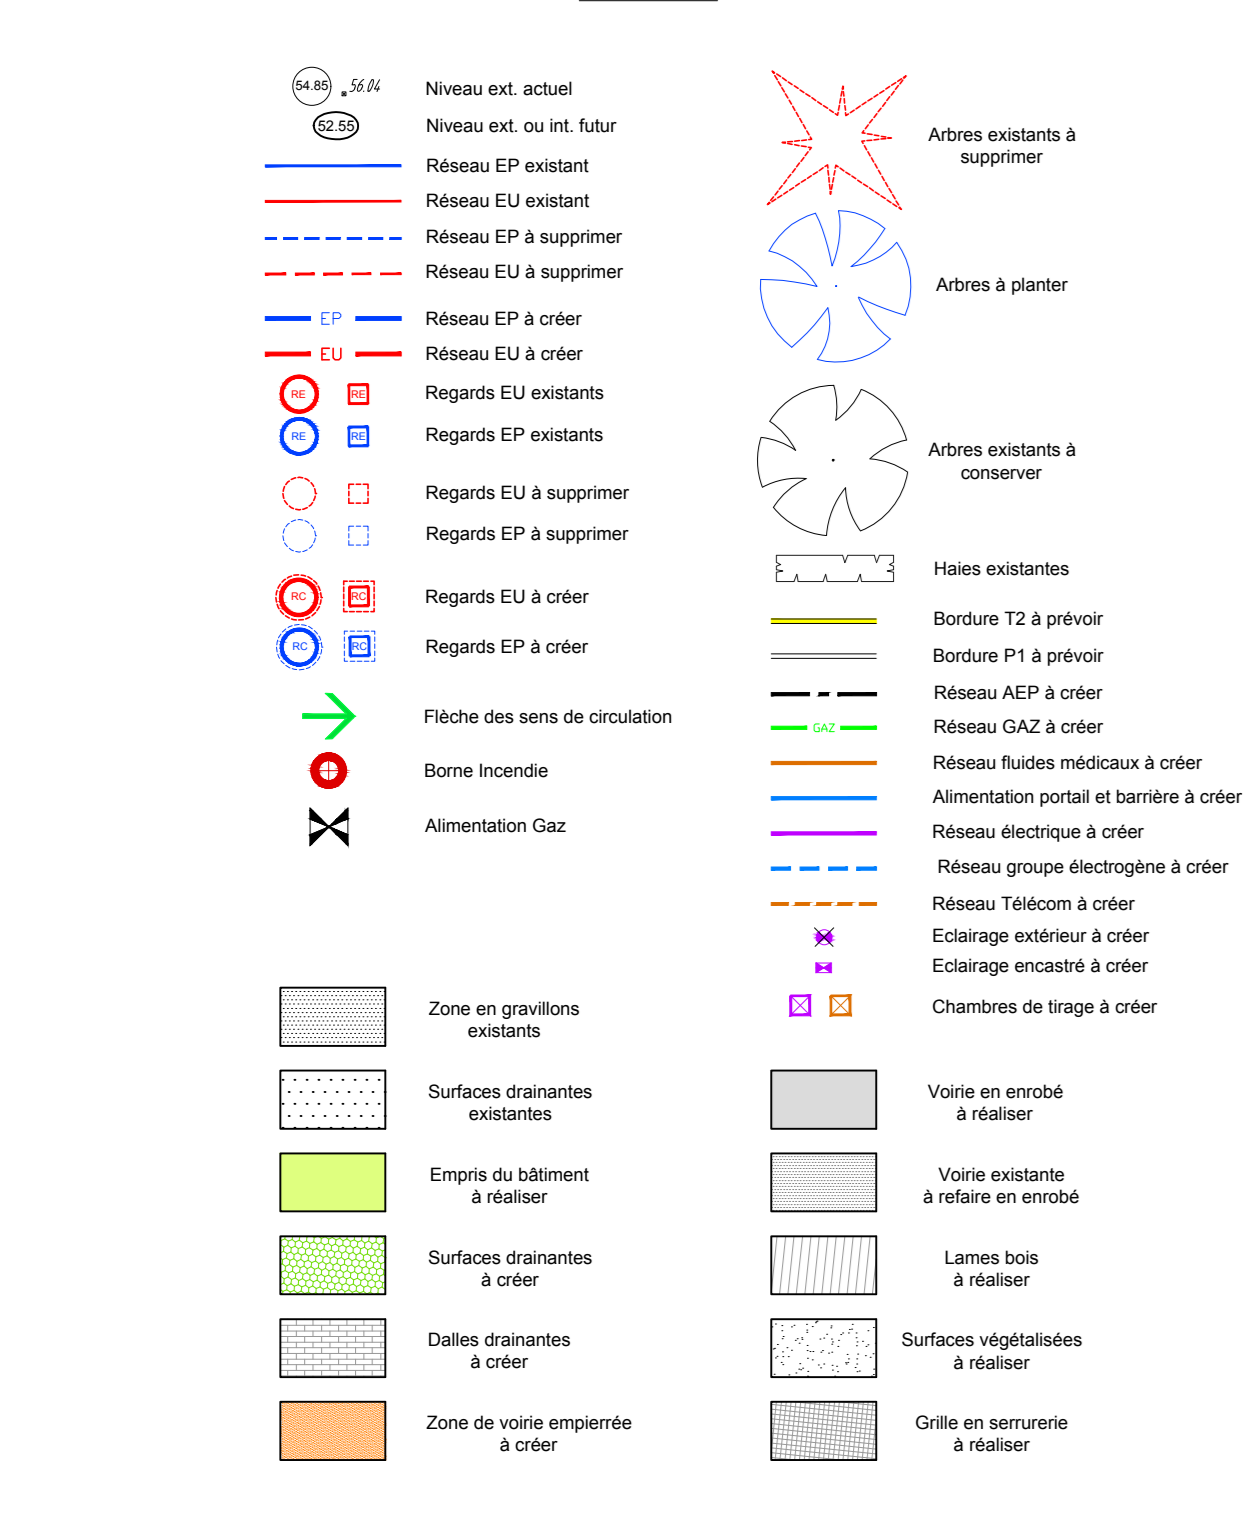 54.85 56.04 Niveau ext. actuel
52.55 Niveau ext. ou int. futur
Réseau EP existant
Réseau EU existant
Réseau EP à supprimer
Réseau EU à supprimer
EP Réseau EP à créer
EU Réseau EU à créer
RE RE Regards EU existants
RE RE Regards EP existants
Regards EU à supprimer
Regards EP à supprimer
RC RC Regards EU à créer
RC RC Regards EP à créer
Flèche des sens de circulation
Borne Incendie
Alimentation Gaz
Zone en gravillons
existants
Surfaces drainantes
existantes
Empris du bâtiment
à réaliser
Surfaces drainantes
à créer
Dalles drainantes
à créer
Zone de voirie empierrée
à créer
Arbres existants à
supprimer
Arbres à planter
Arbres existants à
conserver
Haies existantes
Bordure T2 à prévoir
Bordure P1 à prévoir
Réseau AEP à créer
GAZ Réseau GAZ à créer
Réseau fluides médicaux à créer
Alimentation portail et barrière à créer
Réseau électrique à créer
Réseau groupe électrogène à créer
Réseau Télécom à créer
Eclairage extérieur à créer
Eclairage encastré à créer
Chambres de tirage à créer
Voirie en enrobé
à réaliser
Voirie existante
à refaire en enrobé
Lames bois
à réaliser
Surfaces végétalisées
à réaliser
Grille en serrurerie
à réaliser